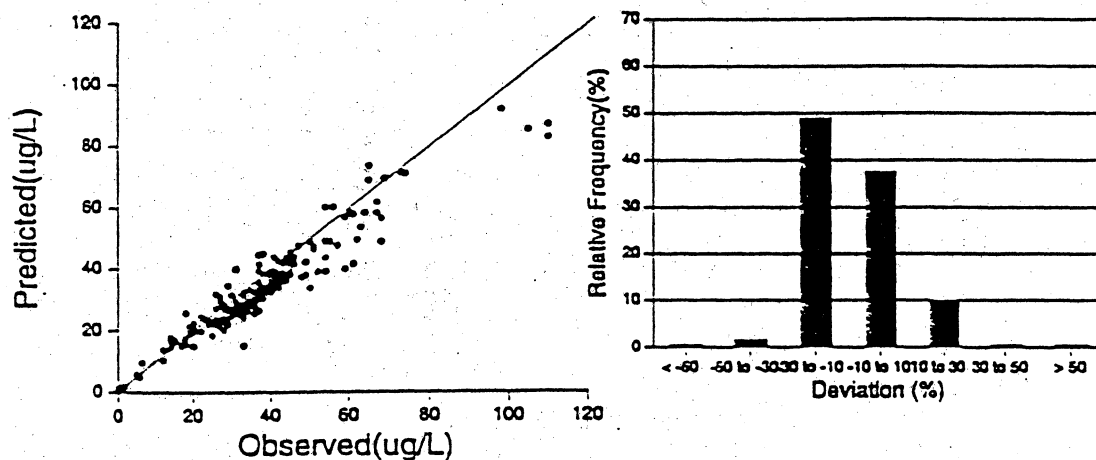 120
100
80
60
40
20
0
Predicted(ug/L)
0 20 40 60 80 100 120
Observed(ug/L)
70
60
50
40
30
20
10
0
Relative Frequency(%)
< -50 -50 to -30 -30 to -10 -10 to 10 10 to 30 30 to 50 > 50
Deviation (%)